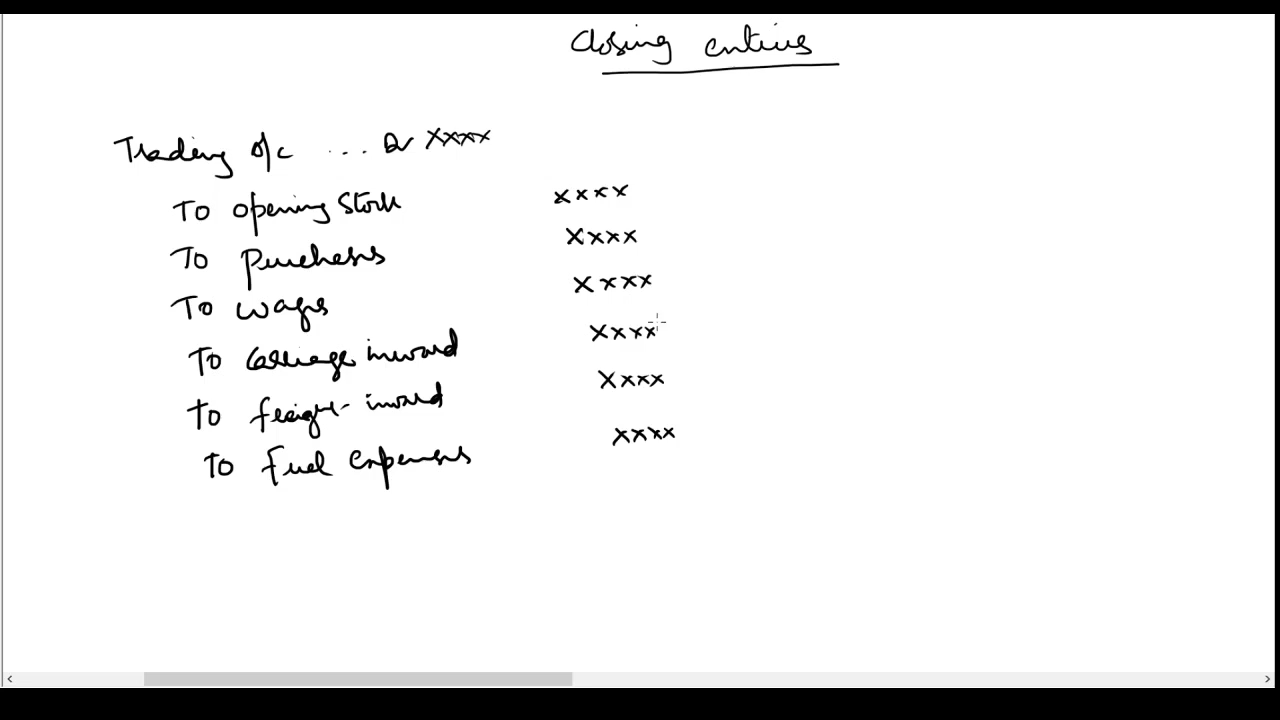 Closing entries
Trading a/c ... Dr xxxx
To opening Stock xxxx
To Purchases xxxx
To wages xxxx
To Carriage inward xxxx
To freight inward xxxx
To Fuel expenses xxxx